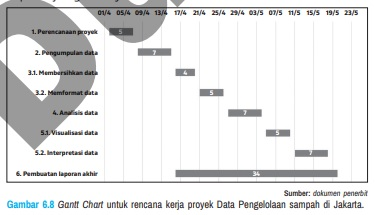 01/4 05/4 09/4 13/4 17/4 21/4 25/4 29/4 03/5 07/5 11/5 15/5 19/5 23/5
1. Perencanaan proyek 5
2. Pengumpulan data 7
3.1. Membersihkan data 4
3.2. Memformat data 5
4. Analisis data 7
5.1. Visualisasi data 5
5.2. Interpretasi data 7
6. Pembuatan laporan akhir 34
Sumber: dokumen penerbit
Gambar 6.8 Gantt Chart untuk rencana kerja proyek Data Pengelolaan sampah di Jakarta.